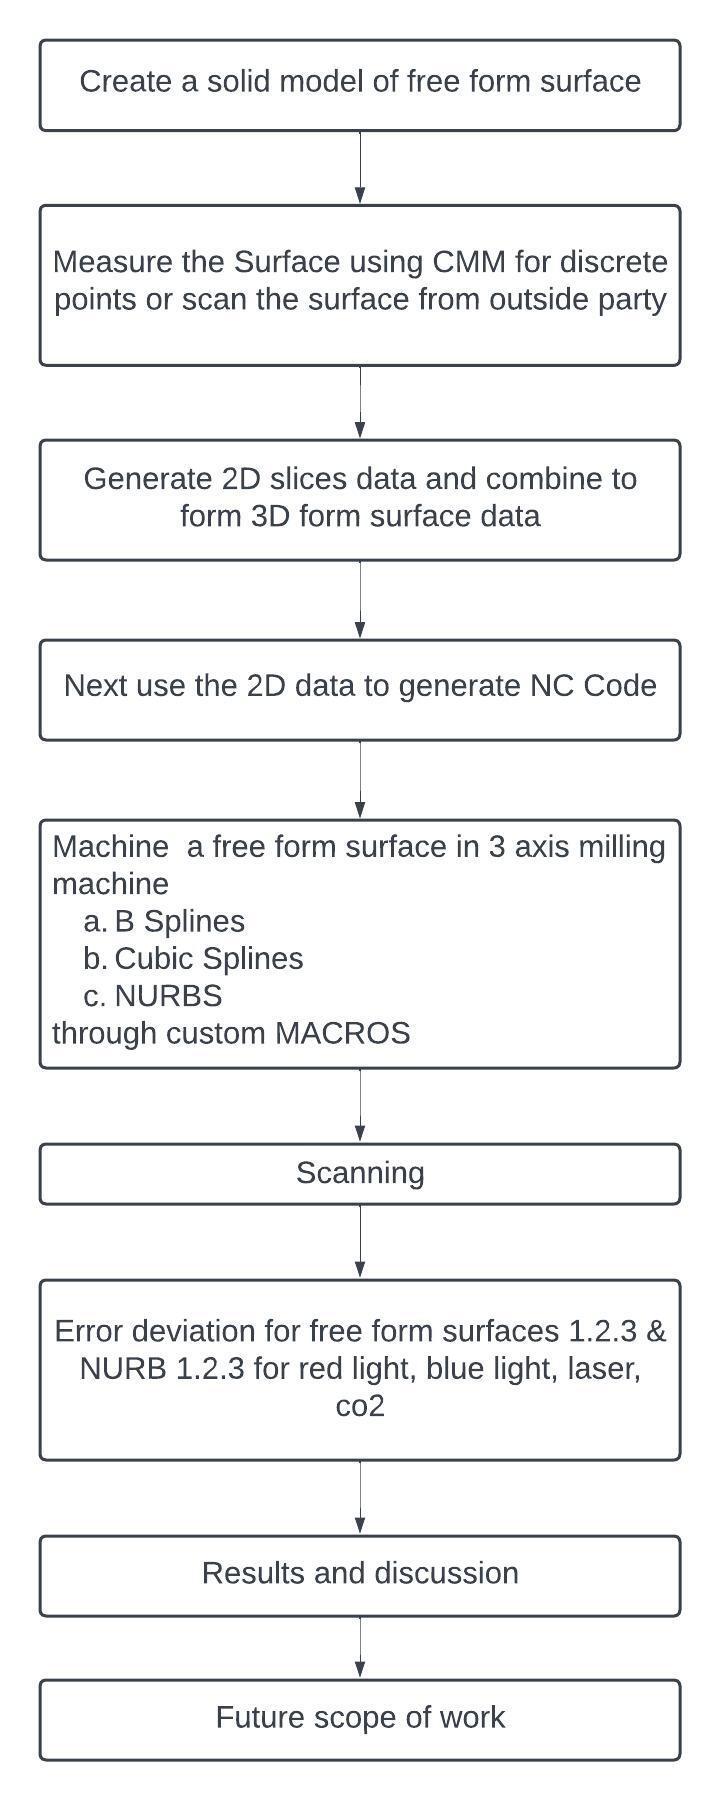 Create a solid model of free form surface
Measure the Surface using CMM for discrete
points or scan the surface from outside party
Generate 2D slices data and combine to
form 3D form surface data
Next use the 2D data to generate NC Code
Machine  a free form surface in 3 axis milling
machine
a. B Splines
b. Cubic Splines
c. NURBS
through custom MACROS
Scanning
Error deviation for free form surfaces 1.2.3 &
NURB 1.2.3 for red light, blue light, laser,
co2
Results and discussion
Future scope of work